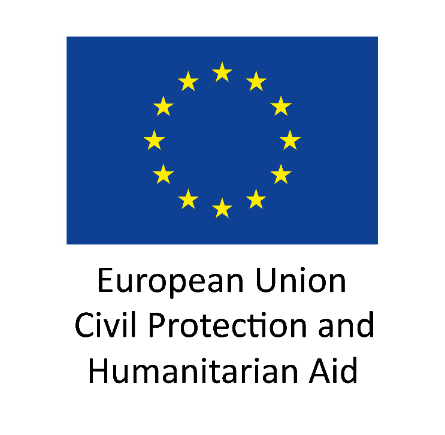 European Union
Civil Protection and
Humanitarian Aid